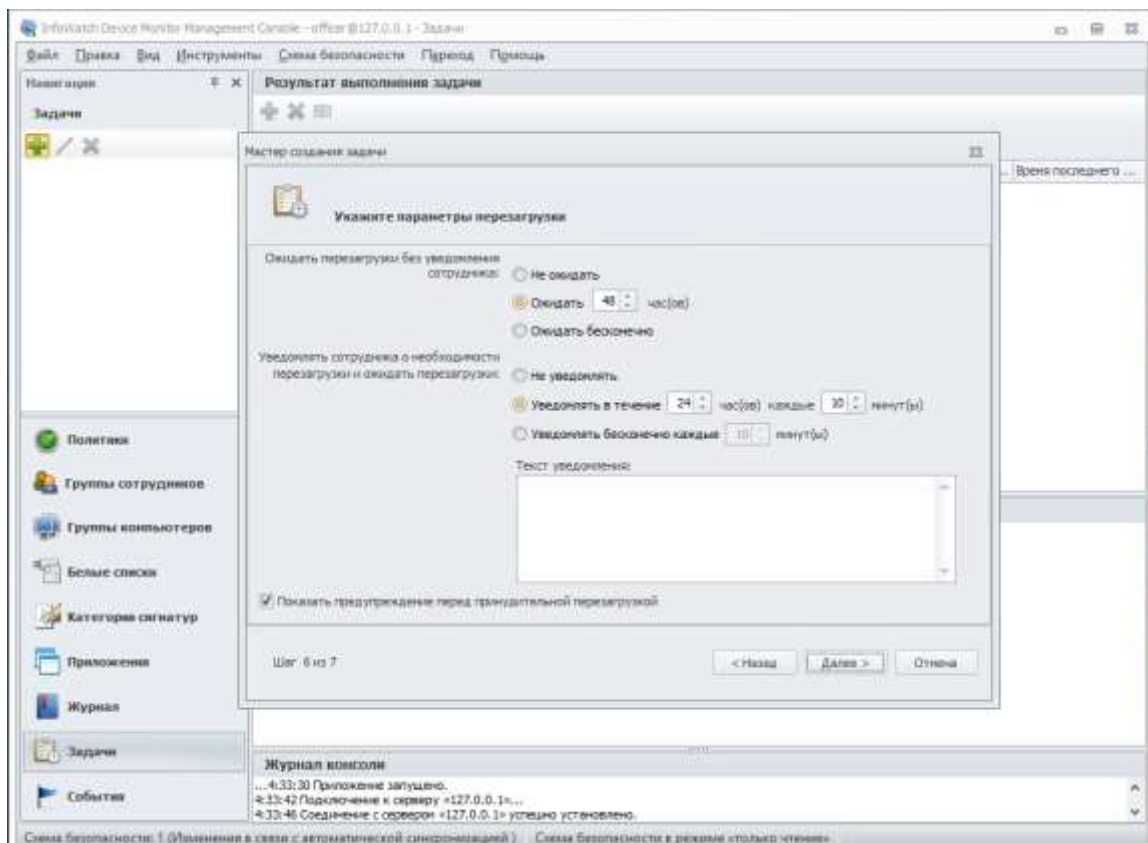 InfoWatch Device Monitor Management Console - officer@127.0.0.1 - Задачи
Файл Правка Вид Инструменты Схема безопасности Переход Помощь
Навигация
Результат выполнения задачи
Задачи
Мастер создания задачи
... Время последнего ...
Укажите параметры перезагрузки
Ожидать перезагрузки без уведомления
сотрудника:
Не ожидать
Ожидать 48 час(ов)
Ожидать бесконечно
Уведомлять сотрудника о необходимости
перезагрузки и ожидать перезагрузки:
Не уведомлять
Уведомлять в течение 24 час(ов) каждые 10 минут(ы)
Уведомлять бесконечно каждые 10 минут(ы)
Текст уведомления:
Показать предупреждение перед принудительной перезагрузкой
Шаг 6 из 7
< Назад
Далее >
Отмена
Политики
Группы сотрудников
Группы компьютеров
Белые списки
Категории сигнатур
Приложения
Журнал
Задачи
События
Журнал консоли
...4:33:30 Приложение запущено.
4:33:42 Подключение к серверу «127.0.0.1»...
4:33:46 Соединение с сервером «127.0.0.1» успешно установлено.
Схема безопасности: 1 (Изменения в связи с автоматической синхронизацией ) Схема безопасности в режиме «только чтение»